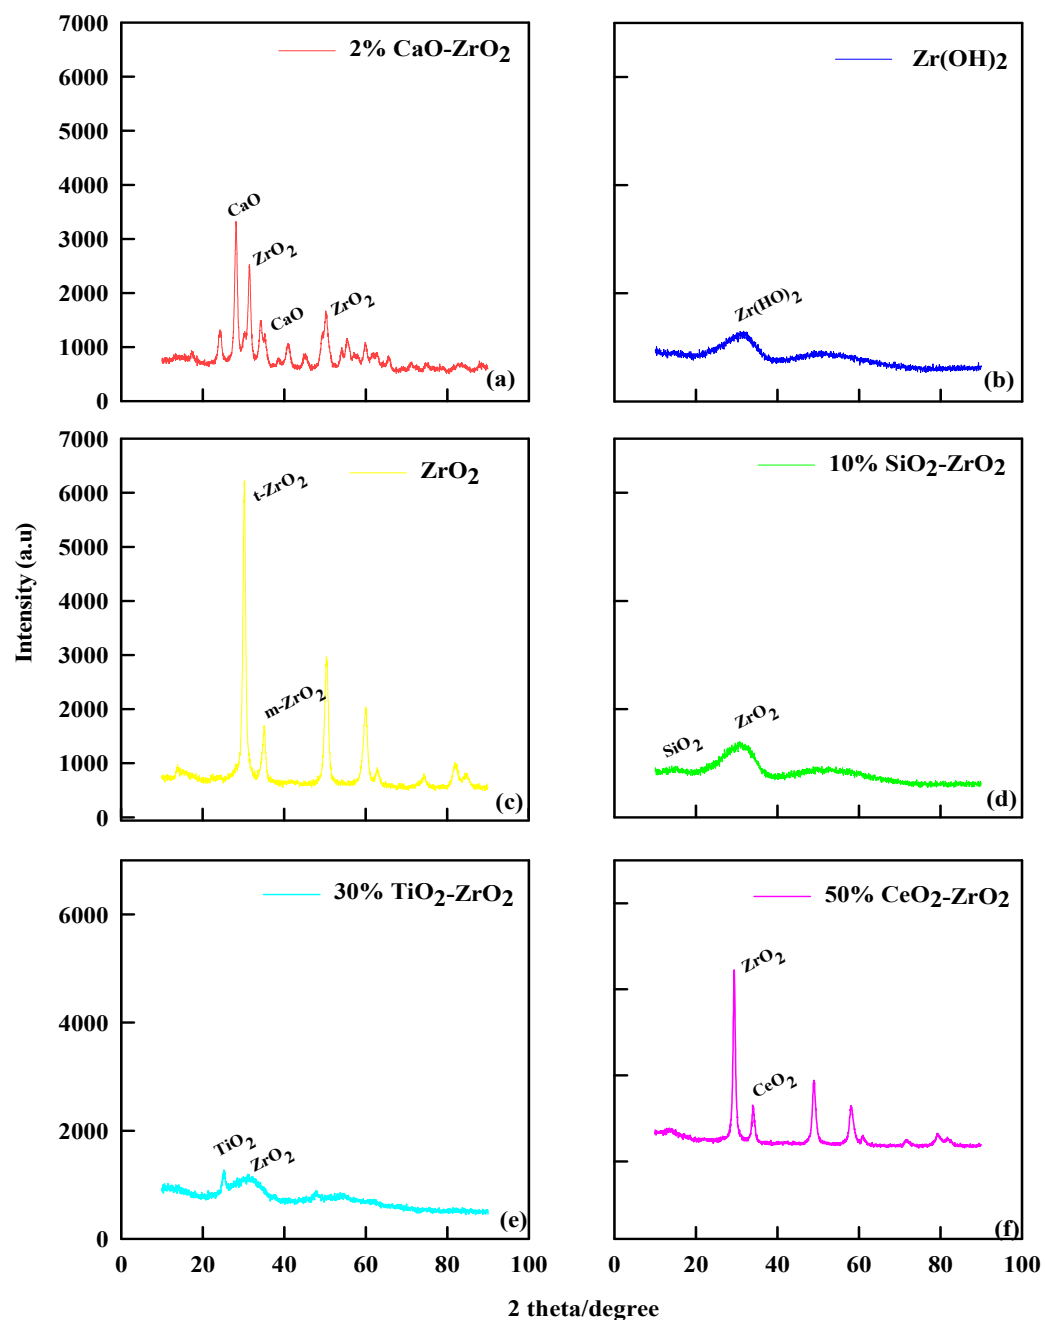 7000
6000
5000
4000
3000
2000
1000
0
2% CaO-ZrO2
CaO
ZrO2
CaO
ZrO2
(a)
Zr(OH)2
Zr(HO)2
(b)
7000
6000
5000
4000
3000
2000
1000
0
ZrO2
t-ZrO2
m-ZrO2
(c)
10% SiO2-ZrO2
SiO2
ZrO2
(d)
Intensity (a.u)
6000
4000
2000
0
30% TiO2-ZrO2
TiO2
ZrO2
(e)
0 20 40 60 80 100
50% CeO2-ZrO2
ZrO2
CeO2
(f)
0 20 40 60 80 100
2 theta/degree